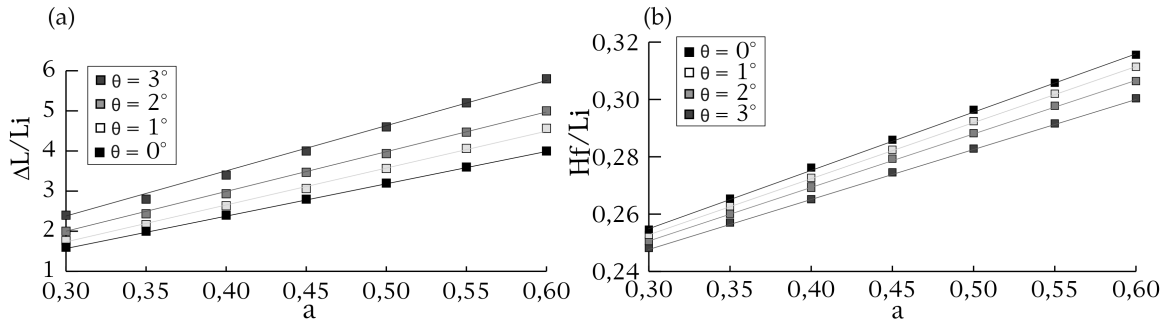 (a)
ΔL/Li
6
5
4
3
2
1
θ = 3°
θ = 2°
θ = 1°
θ = 0°
0,30 0,35 0,40 0,45 0,50 0,55 0,60
a
(b)
Hf/Li
0,32
0,30
0,28
0,26
0,24
θ = 0°
θ = 1°
θ = 2°
θ = 3°
0,30 0,35 0,40 0,45 0,50 0,55 0,60
a